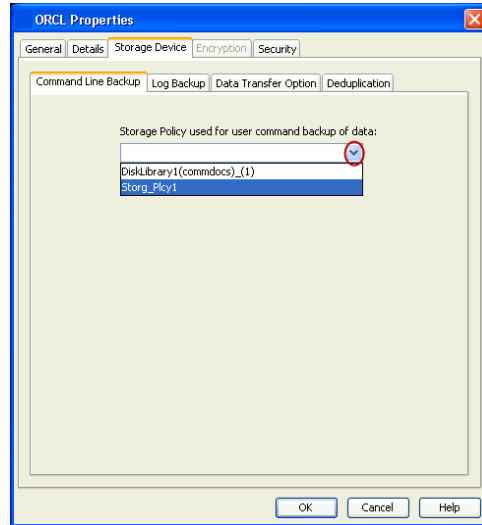 ORCL Properties
General Details Storage Device Encryption Security
Command Line Backup Log Backup Data Transfer Option Deduplication
Storage Policy used for user command backup of data:
DiskLibrary1(commdocs)_(1)
Storg_Plcy1
OK Cancel Help